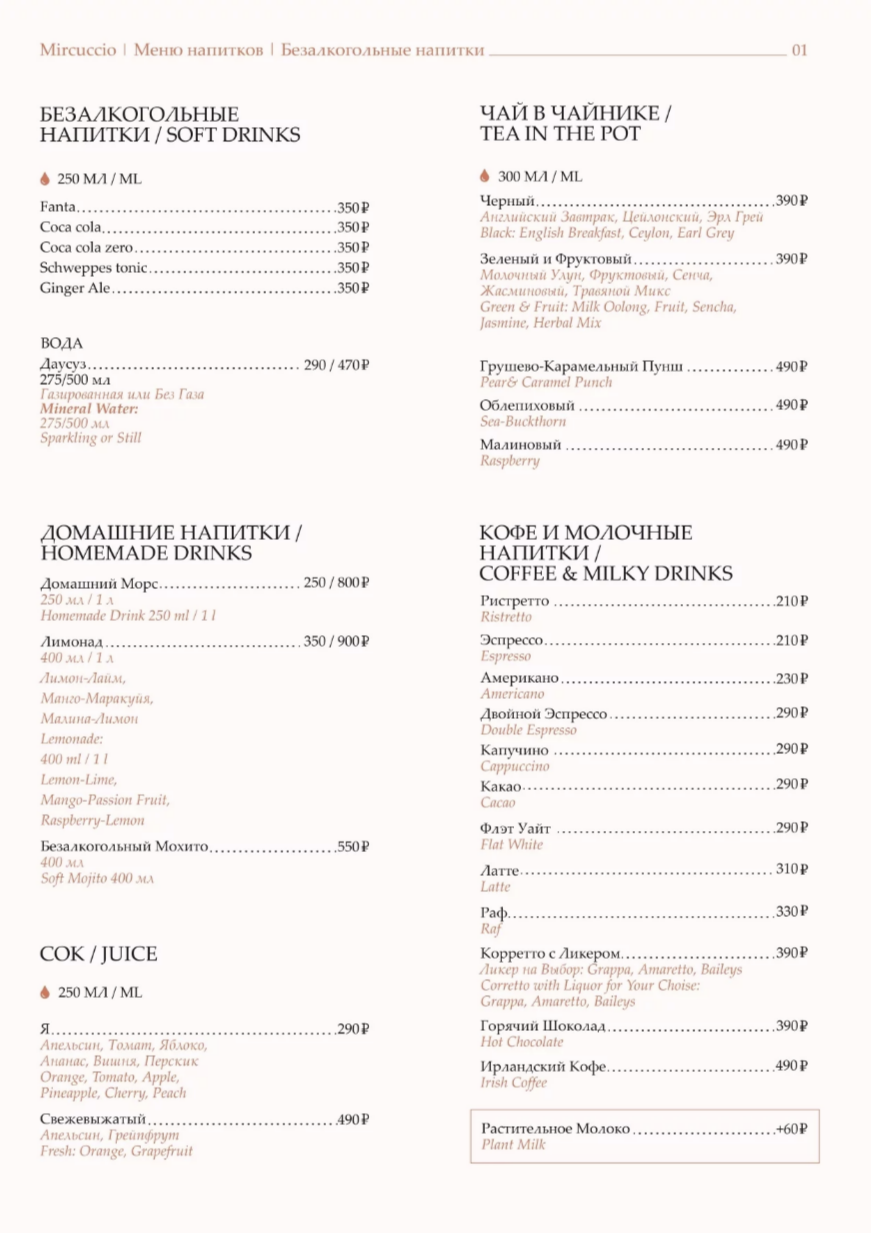 Mircuccio | Меню напитков | Безалкогольные напитки 01
БЕЗАЛКОГОЛЬНЫЕ
НАПИТКИ / SOFT DRINKS
250 МЛ / ML
Fanta 350₽
Coca cola 350₽
Coca cola zero 350₽
Schweppes tonic 350₽
Ginger Ale 350₽
ВОДА
Даусуз 290 / 470₽
275/500 мл
Газированная или Без Газа
Mineral Water:
275/500 мл
Sparkling or Still
ДОМАШНИЕ НАПИТКИ /
HOMEMADE DRINKS
Домашний Морс 250 / 800₽
250 мл / 1 л
Homemade Drink 250 ml / 1 l
Лимонад 350 / 900₽
400 мл / 1 л
Лимон-Лайм,
Манго-Маракуйя,
Малина-Лимон
Lemonade:
400 ml / 1 l
Lemon-Lime,
Mango-Passion Fruit,
Raspberry-Lemon
Безалкогольный Мохито 550₽
400 мл
Soft Mojito 400 мл
СОК / JUICE
250 МЛ / ML
Я 290₽
Апельсин, Томат, Яблоко,
Ананас, Вишня, Перскик
Orange, Tomato, Apple,
Pineapple, Cherry, Peach
Свежевыжатый 490₽
Апельсин, Грейпфрут
Fresh: Orange, Grapefruit
ЧАЙ В ЧАЙНИКЕ /
TEA IN THE POT
300 МЛ / ML
Черный 390₽
Английский Завтрак, Цейлонский, Эрл Грей
Black: English Breakfast, Ceylon, Earl Grey
Зеленый и Фруктовый 390₽
Молочный Улун, Фруктовый, Сенча,
Жасминовый, Травяной Микс
Green & Fruit: Milk Oolong, Fruit, Sencha,
Jasmine, Herbal Mix
Грушево-Карамельный Пунш 490₽
Pear& Caramel Punch
Облепиховый 490₽
Sea-Buckthorn
Малиновый 490₽
Raspberry
КОФЕ И МОЛОЧНЫЕ
НАПИТКИ /
COFFEE & MILKY DRINKS
Ристретто 210₽
Ristretto
Эспрессо 210₽
Espresso
Американо 230₽
Americano
Двойной Эспрессо 290₽
Double Espresso
Капучино 290₽
Cappuccino
Какао 290₽
Cacao
Флэт Уайт 290₽
Flat White
Латте 310₽
Latte
Раф 330₽
Raf
Корретто с Ликером 390₽
Ликер на Выбор: Grappa, Amaretto, Baileys
Corretto with Liquor for Your Choise:
Grappa, Amaretto, Baileys
Горячий Шоколад 390₽
Hot Chocolate
Ирландский Кофе 490₽
Irish Coffee
Растительное Молоко +60₽
Plant Milk